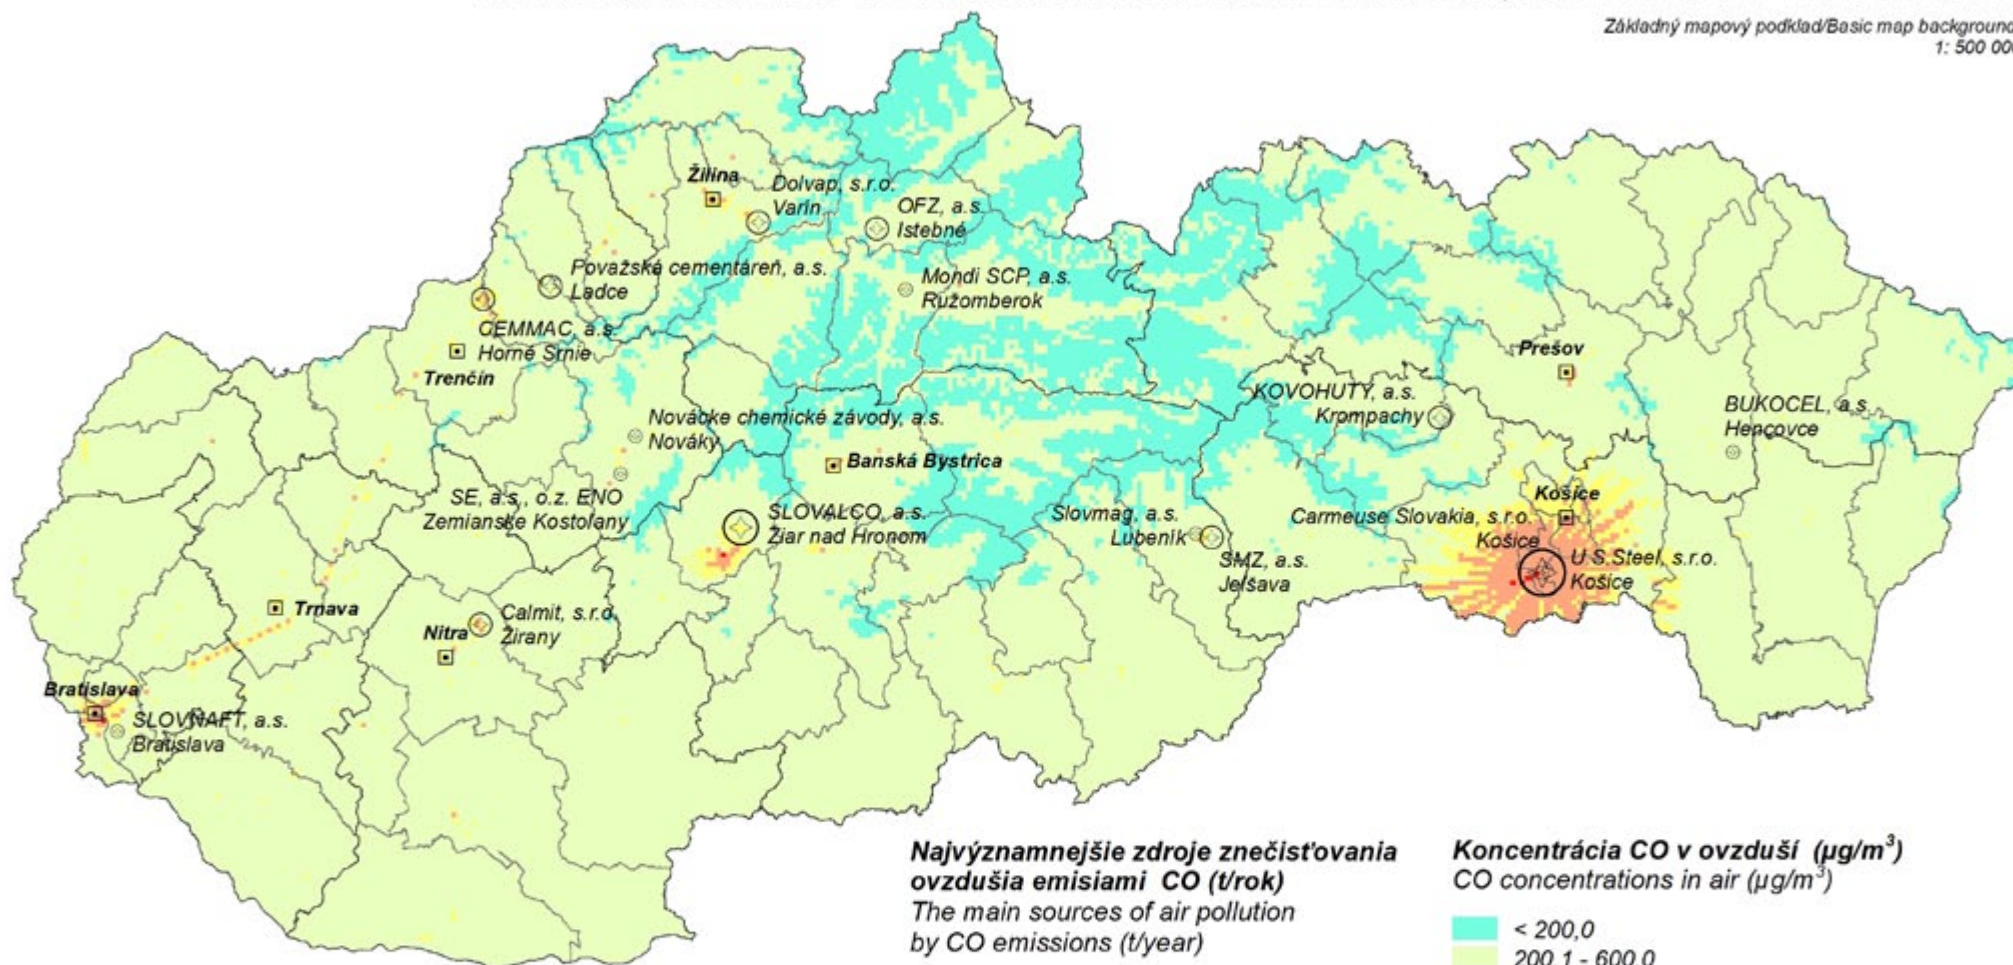 Základný mapový podklad/Basic map background
1: 500 000
Žilina
Dolvap, s.r.o.
Varín
OFZ, a.s.
Istebné
Považská cementáreň, a.s.
Ladce
Mondi SCP, a.s.
Ružomberok
CEMMAC, a.s.
Horné Srnie
Trenčín
Prešov
KOVOHUTY, a.s.
Krompachy
BUKOCEL, a.s.
Hencovce
Novácke chemické závody, a.s.
Nováky
Banská Bystrica
SE, a.s., o.z. ENO
Zemianske Kostolany
SLOVALCO, a.s.
Žiar nad Hronom
Slovmag, a.s.
Lubeník
SMZ, a.s.
Jelšava
Košice
Carmeuse Slovakia, s.r.o.
Košice
U.S.Steel, s.r.o.
Košice
Trnava
Nitra
Calmit, s.r.o.
Žirany
Bratislava
SLOVNAFT, a.s.
Bratislava
Najvýznamnejšie zdroje znečisťovania
ovzdušia emisiami CO (t/rok)
The main sources of air pollution
by CO emissions (t/year)
Koncentrácia CO v ovzduší (µg/m³)
CO concentrations in air (µg/m³)
< 200,0
200,1 - 600,0